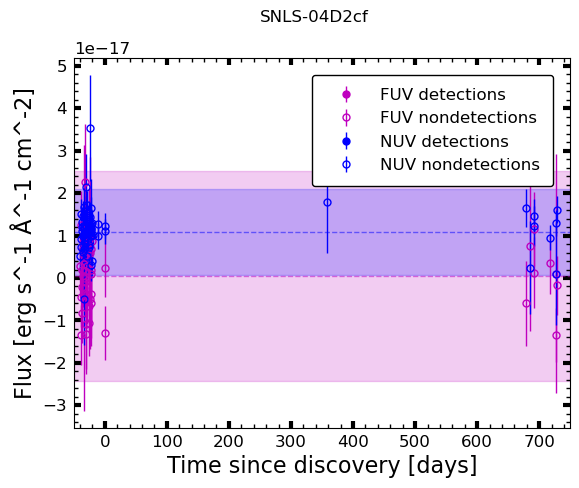 SNLS-04D2cf
1e−17
5
4
3
2
1
0
−1
−2
−3
Flux [erg s^-1 Å^-1 cm^-2]
FUV detections
FUV nondetections
NUV detections
NUV nondetections
0 100 200 300 400 500 600 700
Time since discovery [days]